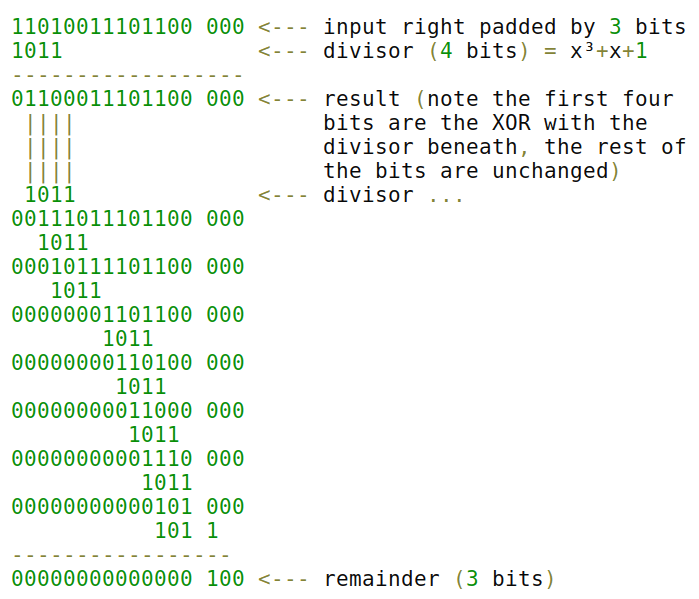 11010011101100 000 <--- input right padded by 3 bits
1011               <--- divisor (4 bits) = x³+x+1
------------------
01100011101100 000 <--- result (note the first four
 ||||                   bits are the XOR with the
 ||||                   divisor beneath, the rest of
 ||||                   the bits are unchanged)
 1011              <--- divisor ...
00111011101100 000
  1011
00010111101100 000
   1011
00000001101100 000
       1011
00000000110100 000
        1011
00000000011000 000
         1011
00000000001110 000
          1011
00000000000101 000
           101 1
-----------------
00000000000000 100 <--- remainder (3 bits)